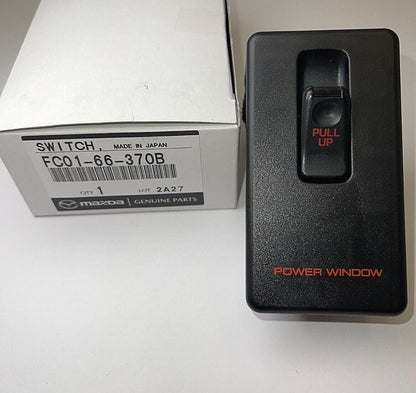 SWITCH, MADE IN JAPAN
FC01-66-370B
QTY 1 LOT 2A27
mazda GENUINE PARTS
PULL
UP
POWER WINDOW